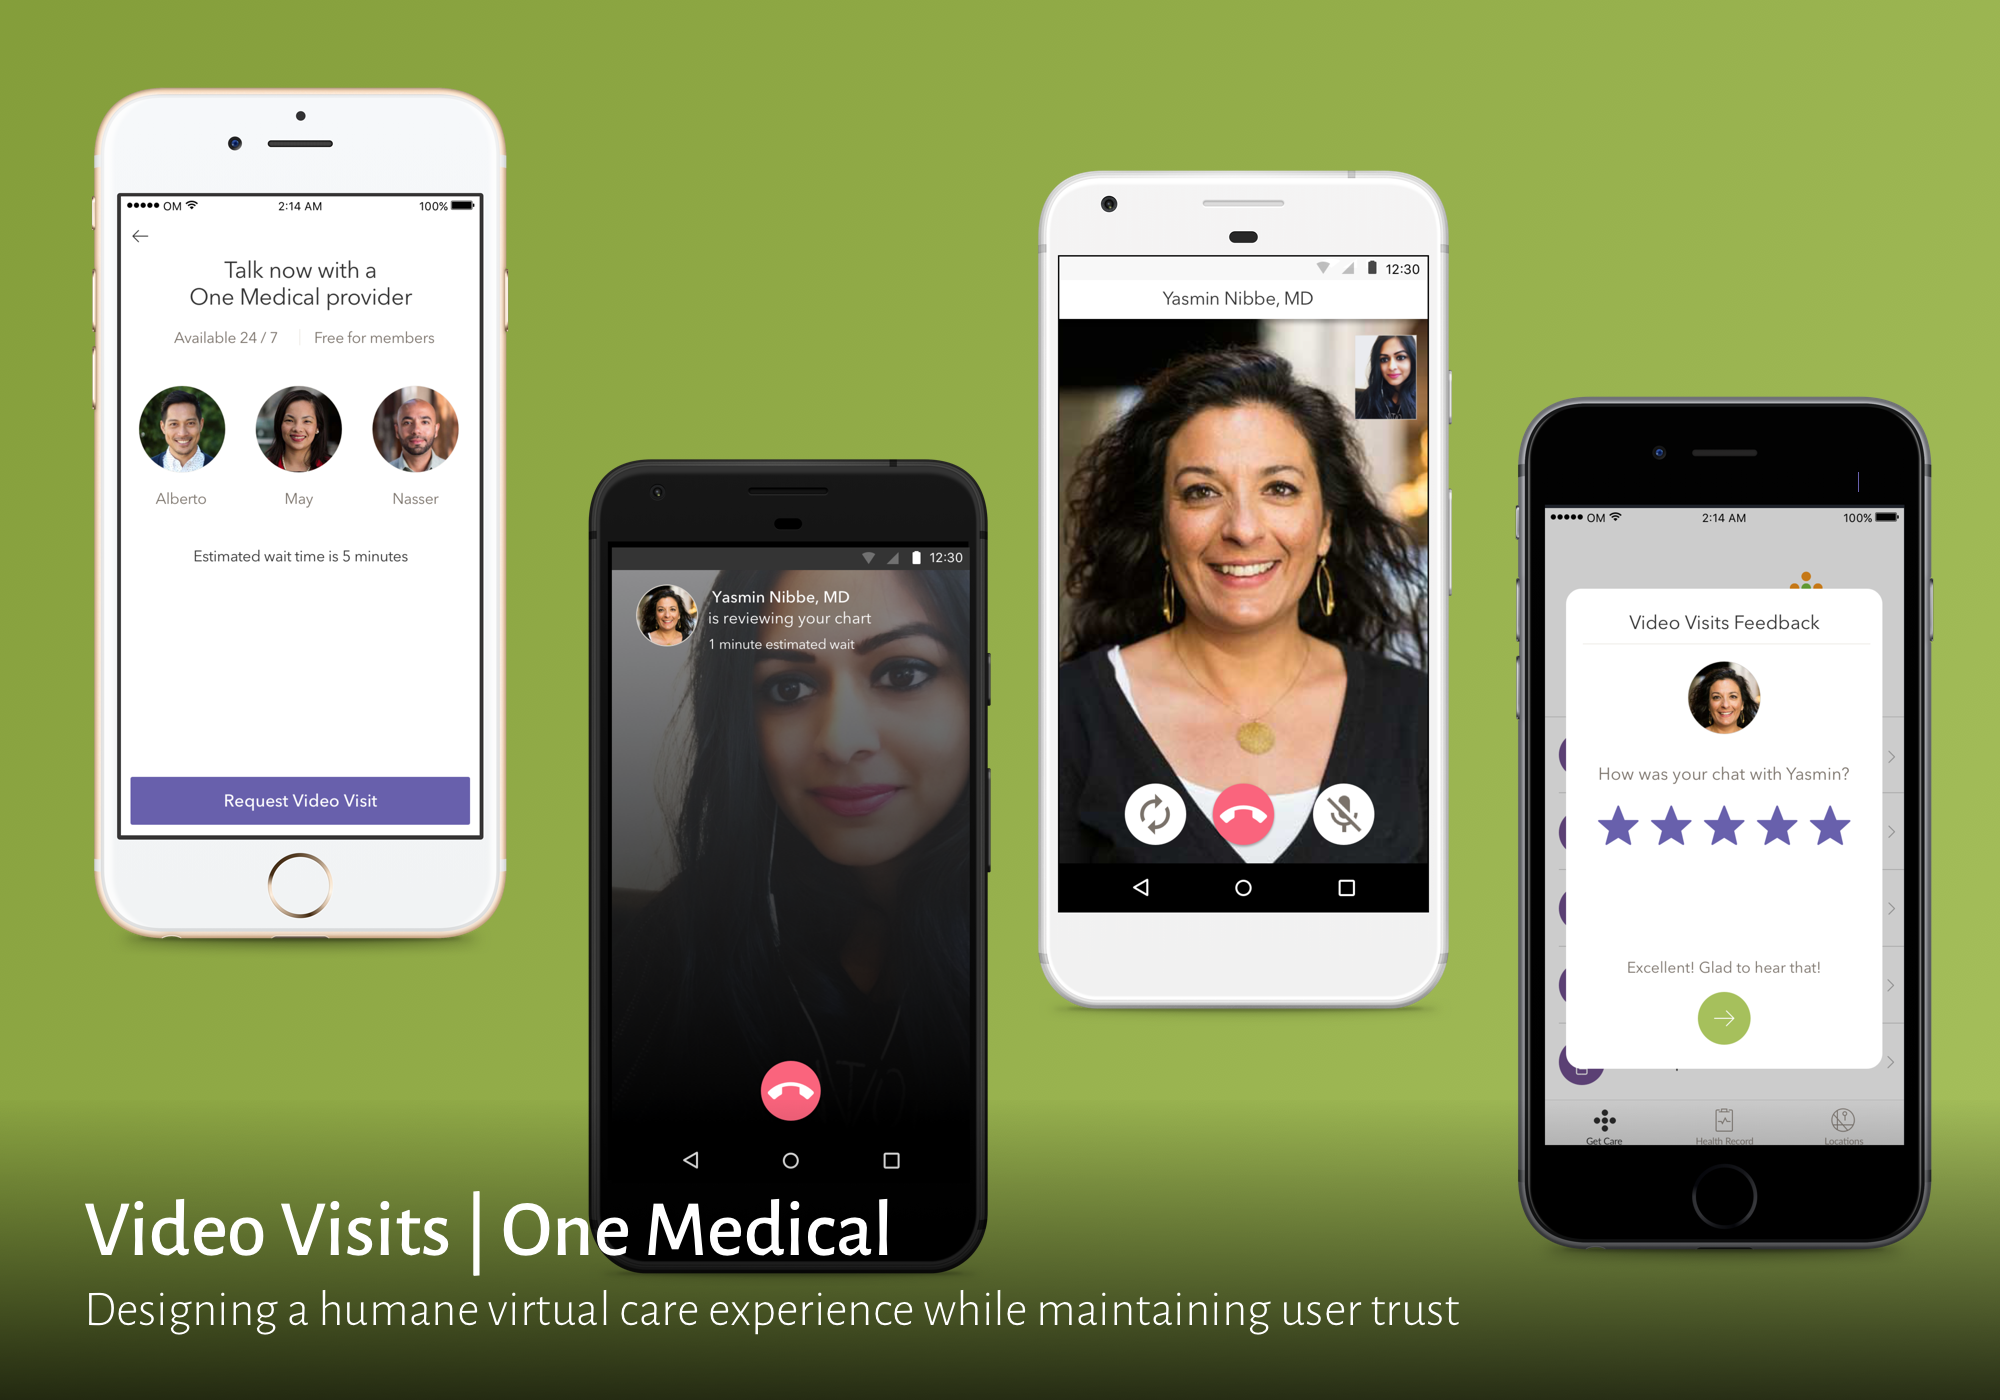 OM 2:14 AM 100%
Talk now with a
One Medical provider
Available 24 / 7 Free for members
Alberto May Nasser
Estimated wait time is 5 minutes
Request Video Visit
12:30
Yasmin Nibbe, MD
is reviewing your chart
1 minute estimated wait
12:30
Yasmin Nibbe, MD
OM 2:14 AM 100%
Video Visits Feedback
How was your chat with Yasmin?
Excellent! Glad to hear that!
Get Care Health Record Locations
Video Visits | One Medical
Designing a humane virtual care experience while maintaining user trust